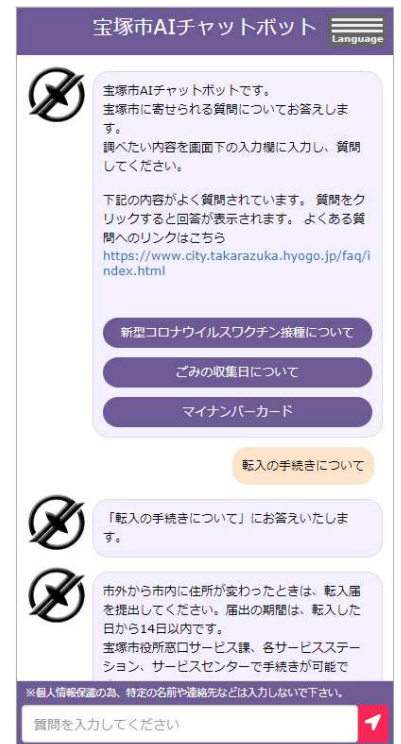 宝塚市AIチャットボット
Language
宝塚市AIチャットボットです。
宝塚市に寄せられる質問についてお答えしま
す。
調べたい内容を画面下の入力欄に入力し、質問
してください。
下記の内容がよく質問されています。 質問をク
リックすると回答が表示されます。 よくある質
問へのリンクはこちら
https://www.city.takarazuka.hyogo.jp/faq/i
ndex.html
新型コロナウイルスワクチン接種について
ごみの収集日について
マイナンバーカード
転入の手続きについて
「転入の手続きについて」にお答えいたしま
す。
市外から市内に住所が変わったときは、転入届
を提出してください。届出の期間は、転入した
日から14日以内です。
宝塚市役所窓口サービス課、各サービスステー
ション、サービスセンターで手続きが可能で
※個人情報保護の為、特定の名前や連絡先などは入力しないで下さい。
質問を入力してください